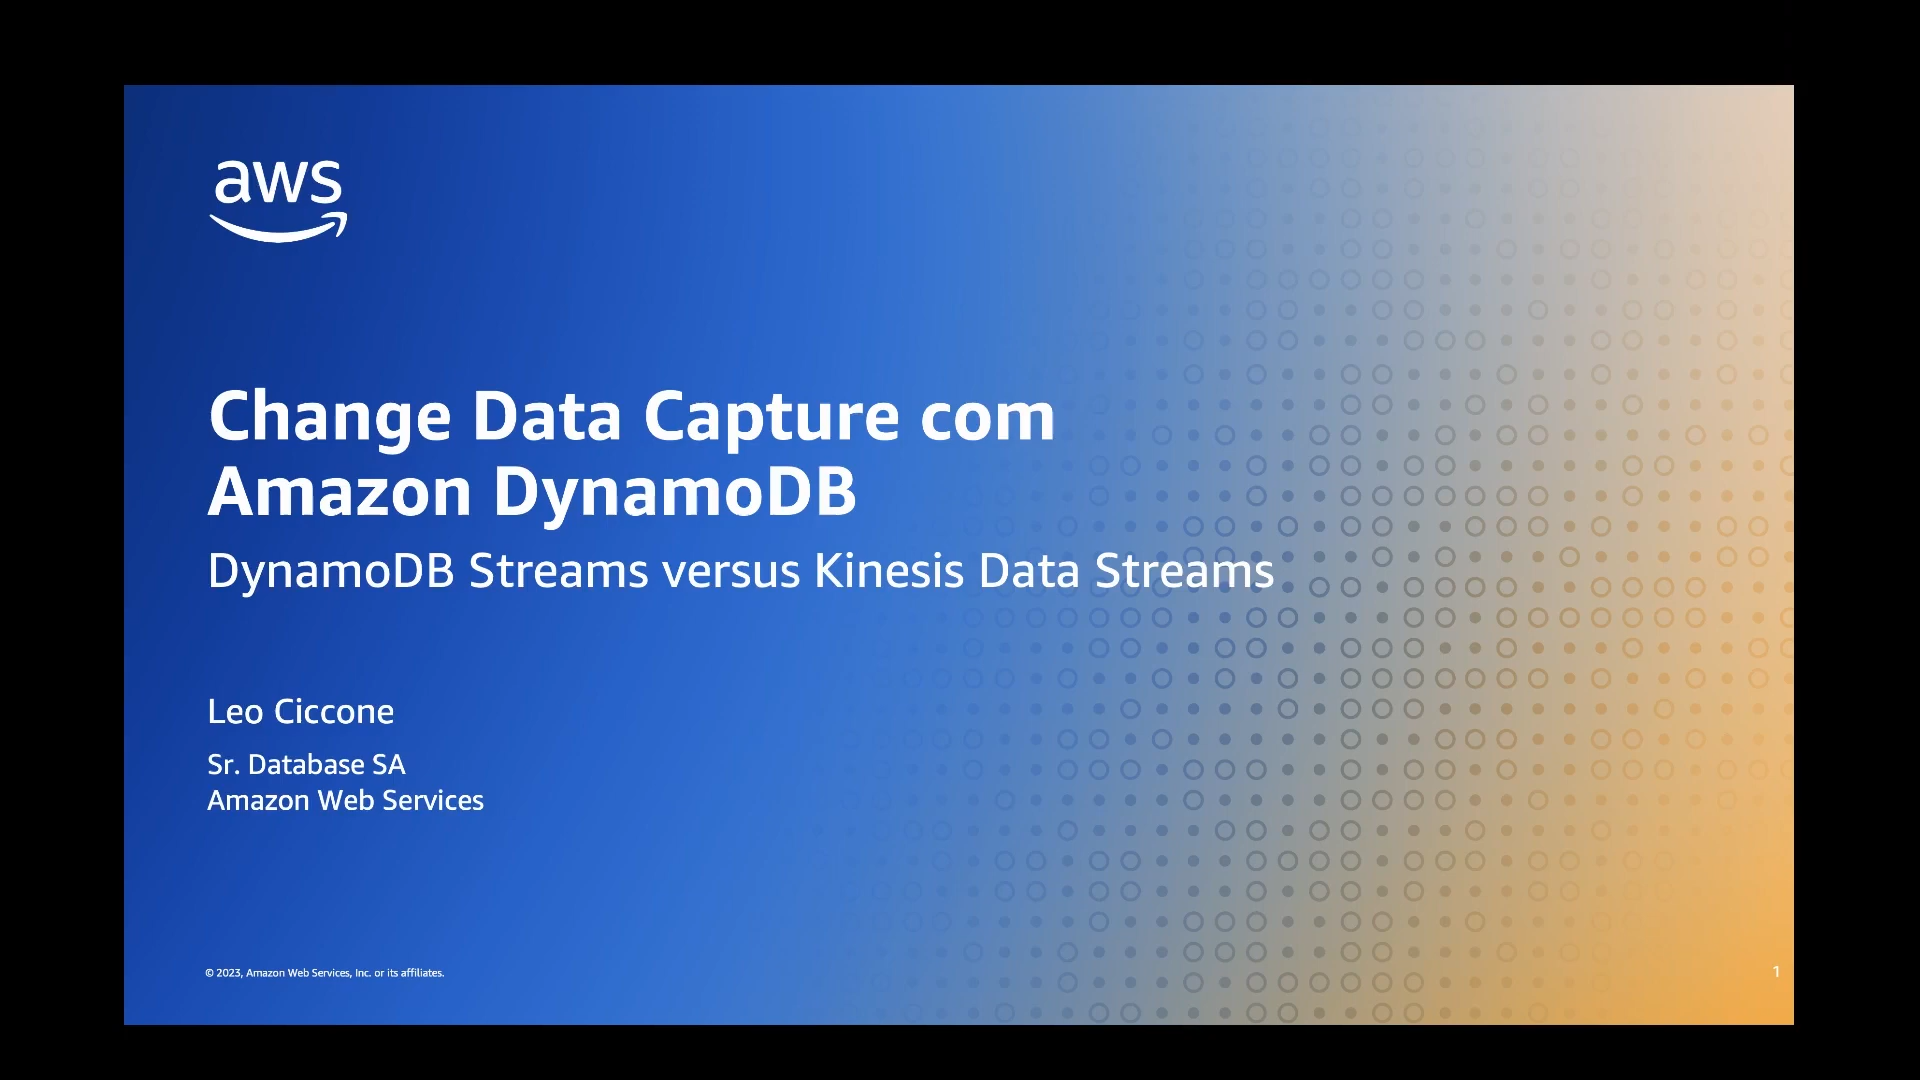 aws
Change Data Capture com
Amazon DynamoDB
DynamoDB Streams versus Kinesis Data Streams
Leo Ciccone
Sr. Database SA
Amazon Web Services
© 2023, Amazon Web Services, Inc. or its affiliates.
1